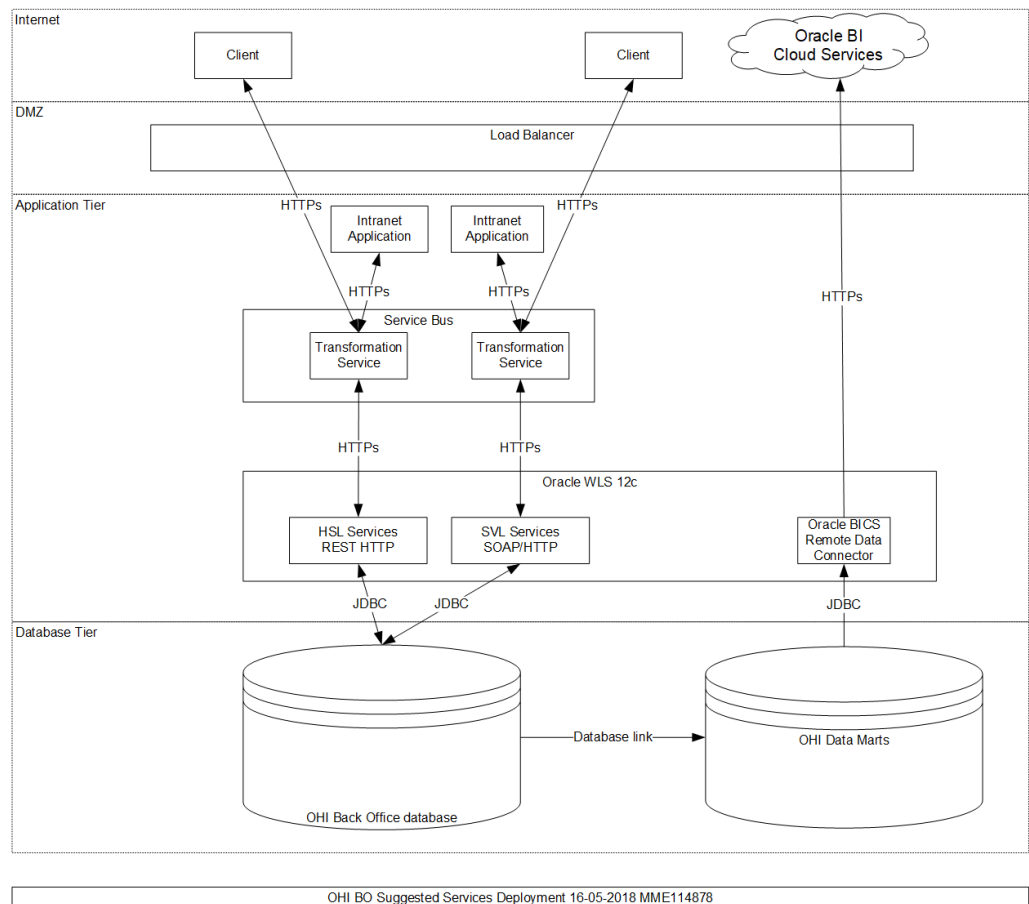 Internet
Client
Client
Oracle BI
Cloud Services
DMZ
Load Balancer
Application Tier
HTTPs
HTTPs
Intranet
Application
Inttranet
Application
HTTPs
HTTPs
HTTPs
Service Bus
Transformation
Service
Transformation
Service
HTTPs
HTTPs
Oracle WLS 12c
HSL Services
REST HTTP
SVL Services
SOAP/HTTP
Oracle BICS
Remote Data
Connector
JDBC
JDBC
JDBC
Database Tier
Database link
OHI Data Marts
OHI Back Office database
OHI BO Suggested Services Deployment 16-05-2018 MME114878